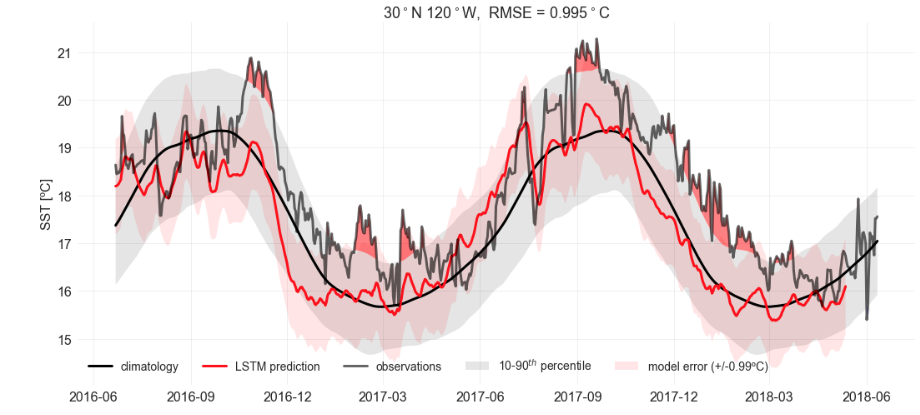 30°N 120°W, RMSE = 0.995°C
SST [ºC]
21
20
19
18
17
16
15
climatology LSTM prediction observations 10-90th percentile model error (+/-0.99ºC)
2016-06 2016-09 2016-12 2017-03 2017-06 2017-09 2017-12 2018-03 2018-06